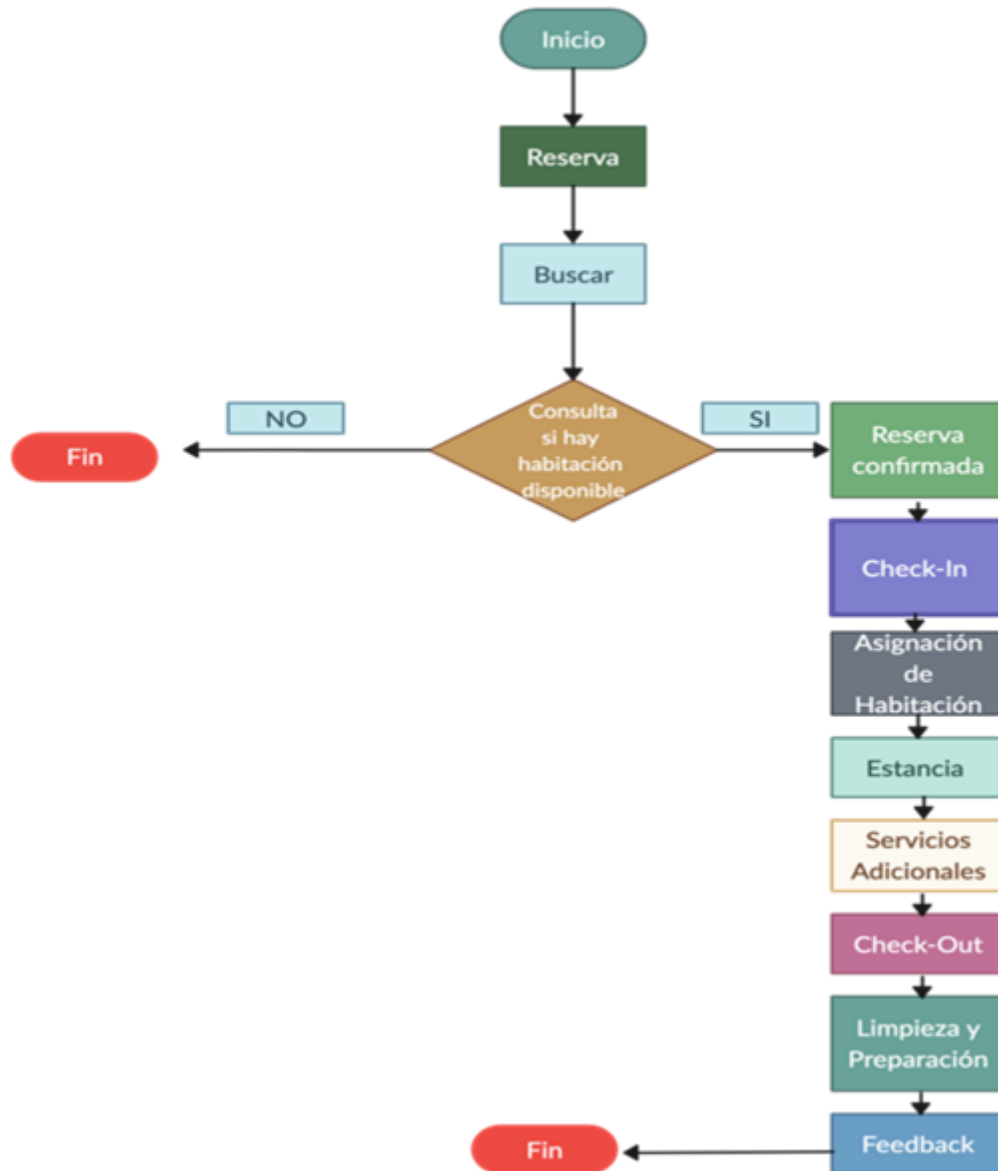 Inicio
Reserva
Buscar
Consulta
si hay
habitación
disponible
NO
SI
Fin
Reserva
confirmada
Check-In
Asignación
de
Habitación
Estancia
Servicios
Adicionales
Check-Out
Limpieza y
Preparación
Feedback
Fin